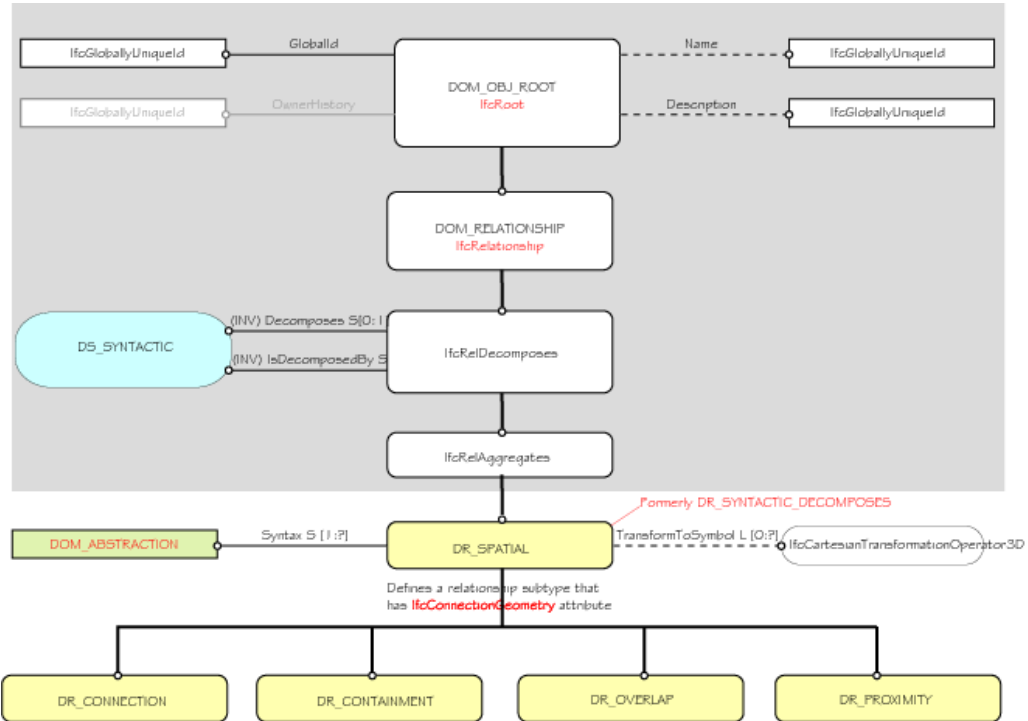 GlobalId
Name
IfcGloballyUniqueId
IfcGloballyUniqueId
DOM_OBJ_ROOT
IfcRoot
OwnerHistory
Description
IfcGloballyUniqueId
IfcGloballyUniqueId
DOM_RELATIONSHIP
IfcRelationship
(INV) Decomposes S[0: 1
DS_SYNTACTIC
IfcRelDecomposes
(INV) IsDecomposedBy S
IfcRelAggregates
Formerly DR_SYNTACTIC_DECOMPOSES
DOM_ABSTRACTION
Syntax S [1:?]
DR_SPATIAL
TransformToSymbol L [0:?]
IfcCartesianTransformationOperator3D
Defines a relationship subtype that
has IfcConnectionGeometry attribute
DR_CONNECTION
DR_CONTAINMENT
DR_OVERLAP
DR_PROXIMITY